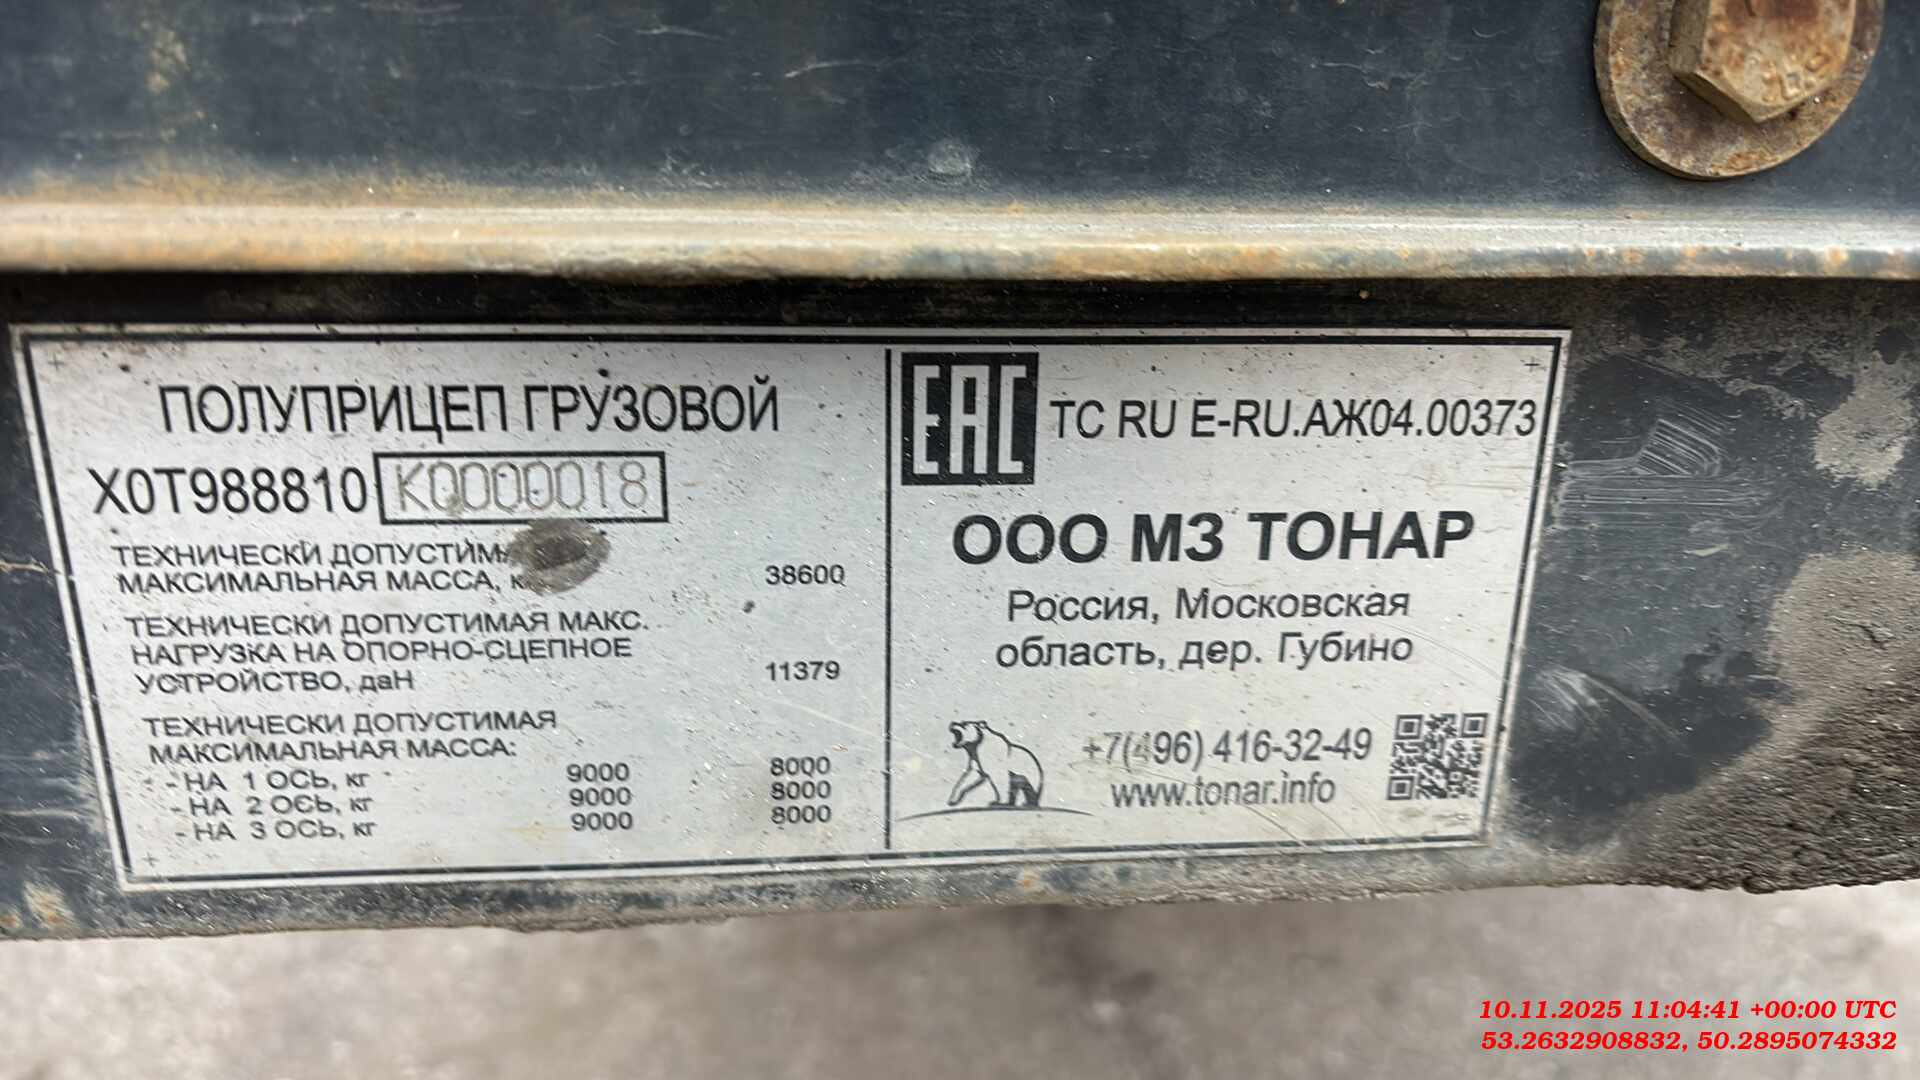 ПОЛУПРИЦЕП ГРУЗОВОЙ
X0T988810 K0000018
ТЕХНИЧЕСКИ
МАКСИМАЛЬНАЯ МАССА, 38600
ТЕХНИЧЕСКИ ДОПУСТИМАЯ МАКС.
НАГРУЗКА НА ОПОРНО-СЦЕПНОЕ
УСТРОЙСТВО, даН 11379
ТЕХНИЧЕСКИ ДОПУСТИМАЯ
МАКСИМАЛЬНАЯ МАССА:
- НА 1 ОСЬ, кг 9000 8000
- НА 2 ОСЬ, кг 9000 8000
- НА 3 ОСЬ, кг 9000 8000
EAC ТС RU E-RU.АЖ04.00373
ООО МЗ ТОНАР
Россия, Московская
область, дер. Губино
+7(496) 416-32-49
www.tonar.info
10.11.2025 11:04:41 +00:00 UTC
53.2632908832, 50.2895074332